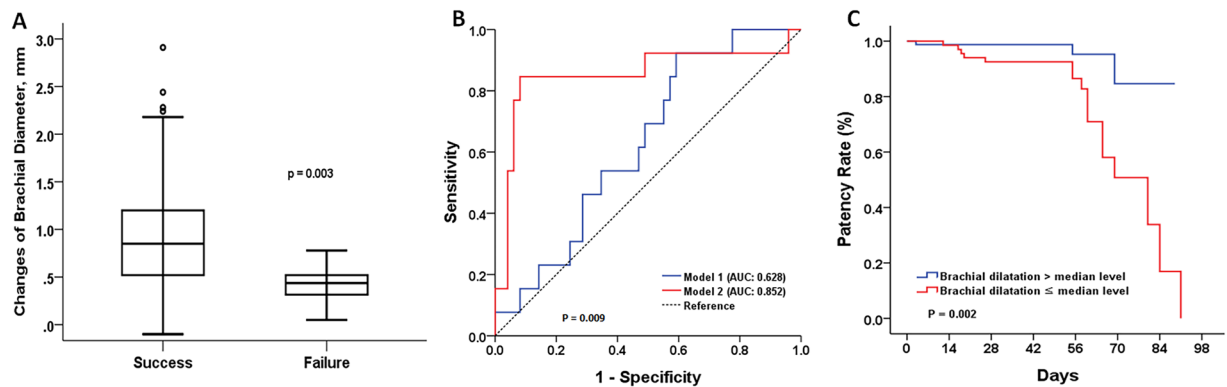 A
Changes of Brachial Diameter, mm
3.0
2.5
2.0
1.5
1.0
.5
.0
p = 0.003
Success
Failure
B
Sensitivity
1.0
0.8
0.6
0.4
0.2
0.0
Model 1 (AUC: 0.628)
Model 2 (AUC: 0.852)
Reference
P = 0.009
0.0
0.2
0.4
0.6
0.8
1.0
1 - Specificity
C
Patency Rate (%)
1.0
0.8
0.6
0.4
0.2
0.0
Brachial dilatation > median level
Brachial dilatation ≤ median level
P = 0.002
0
14
28
42
56
70
84
98
Days